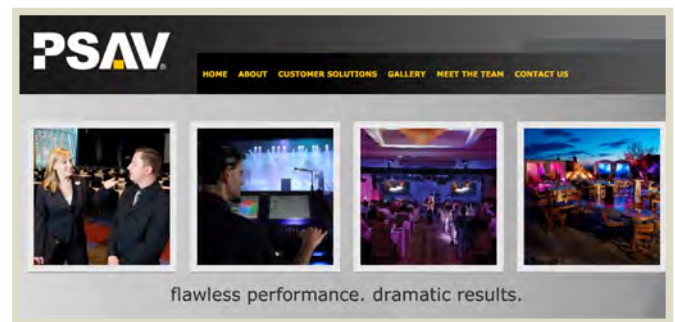 PSAV
HOME ABOUT CUSTOMER SOLUTIONS GALLERY MEET THE TEAM CONTACT US
flawless performance. dramatic results.